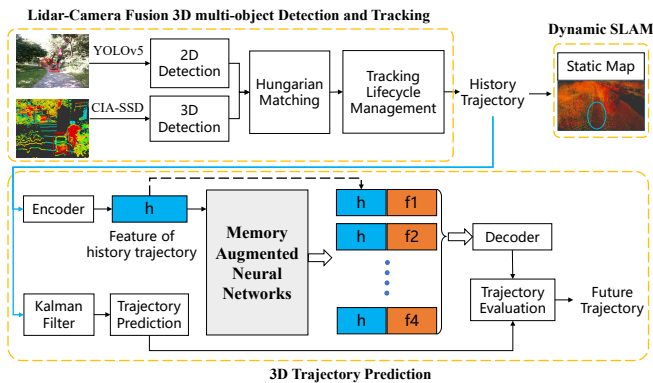 Lidar-Camera Fusion 3D multi-object Detection and Tracking
Dynamic SLAM
YOLOv5
2D
Detection
CIA-SSD
3D
Detection
Hungarian
Matching
Tracking
Lifecycle
Management
History
Trajectory
Static Map
Encoder
h
Feature of
history trajectory
Memory
Augmented
Neural
Networks
h f1
h f2
h f4
Decoder
Kalman
Filter
Trajectory
Prediction
Trajectory
Evaluation
Future
Trajectory
3D Trajectory Prediction